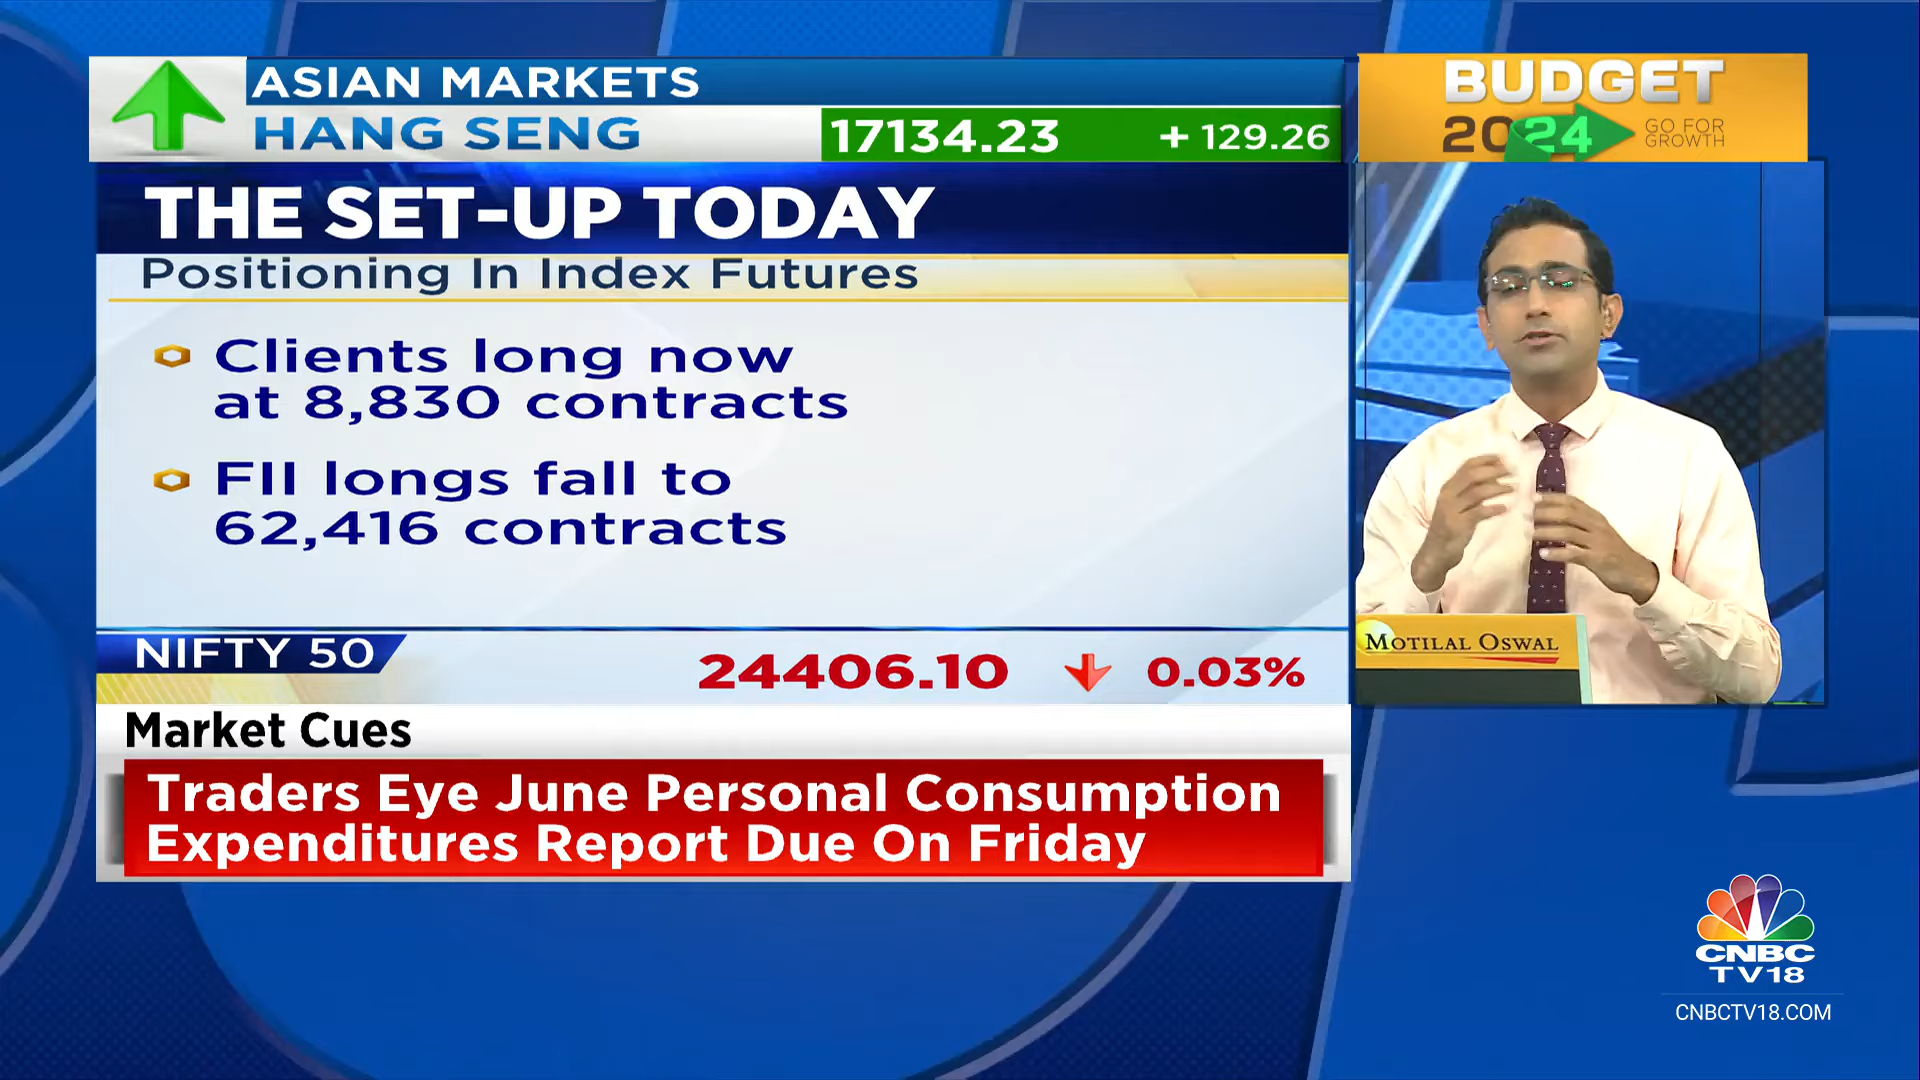 ASIAN MARKETS
HANG SENG 17134.23 + 129.26
BUDGET
2024 GO FOR
GROWTH
THE SET-UP TODAY
Positioning In Index Futures
Clients long now
at 8,830 contracts
FII longs fall to
62,416 contracts
NIFTY 50
24406.10 0.03%
MOTILAL OSWAL
Market Cues
Traders Eye June Personal Consumption
Expenditures Report Due On Friday
CNBC
TV18
CNBCTV18.COM